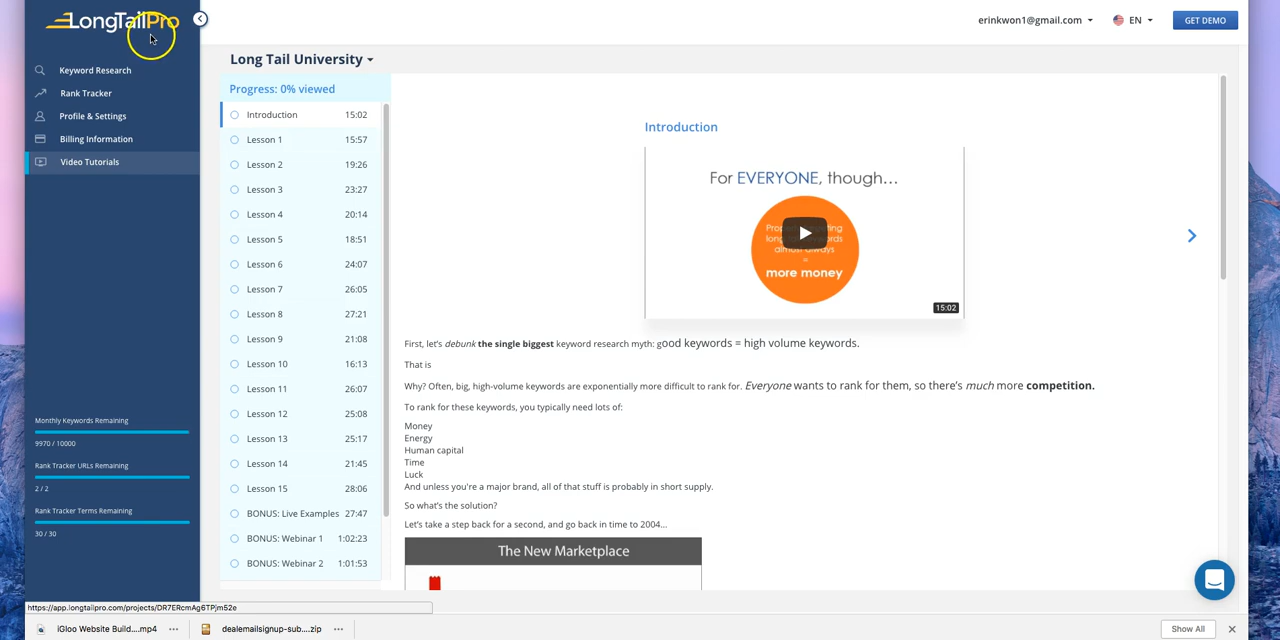 LongTailPro
erinkwon1@gmail.com
EN
GET DEMO
Keyword Research
Rank Tracker
Profile & Settings
Billing Information
Video Tutorials
Monthly Keywords Remaining
9970 / 10000
Rank Tracker URLs Remaining
2 / 2
Rank Tracker Terms Remaining
30 / 30
Long Tail University
Progress: 0% viewed
Introduction 15:02
Lesson 1 15:57
Lesson 2 19:26
Lesson 3 23:27
Lesson 4 20:14
Lesson 5 18:51
Lesson 6 24:07
Lesson 7 26:05
Lesson 8 27:21
Lesson 9 21:08
Lesson 10 16:13
Lesson 11 26:07
Lesson 12 25:08
Lesson 13 25:17
Lesson 14 21:45
Lesson 15 28:06
BONUS: Live Examples 27:47
BONUS: Webinar 1 1:02:23
BONUS: Webinar 2 1:01:53
Introduction
For EVERYONE, though...
almost always
=
more money
15:02
First, let's debunk the single biggest keyword research myth: good keywords = high volume keywords.
That is
Why? Often, big, high-volume keywords are exponentially more difficult to rank for. Everyone wants to rank for them, so there's much more competition.
To rank for these keywords, you typically need lots of:
Money
Energy
Human capital
Time
Luck
And unless you're a major brand, all of that stuff is probably in short supply.
So what's the solution?
Let's take a step back for a second, and go back in time to 2004...
The New Marketplace
https://app.longtailpro.com/projects/DR7ERcmAg6TPjm52e
iGloo Website Build....mp4
dealemailsignup-sub....zip
Show All